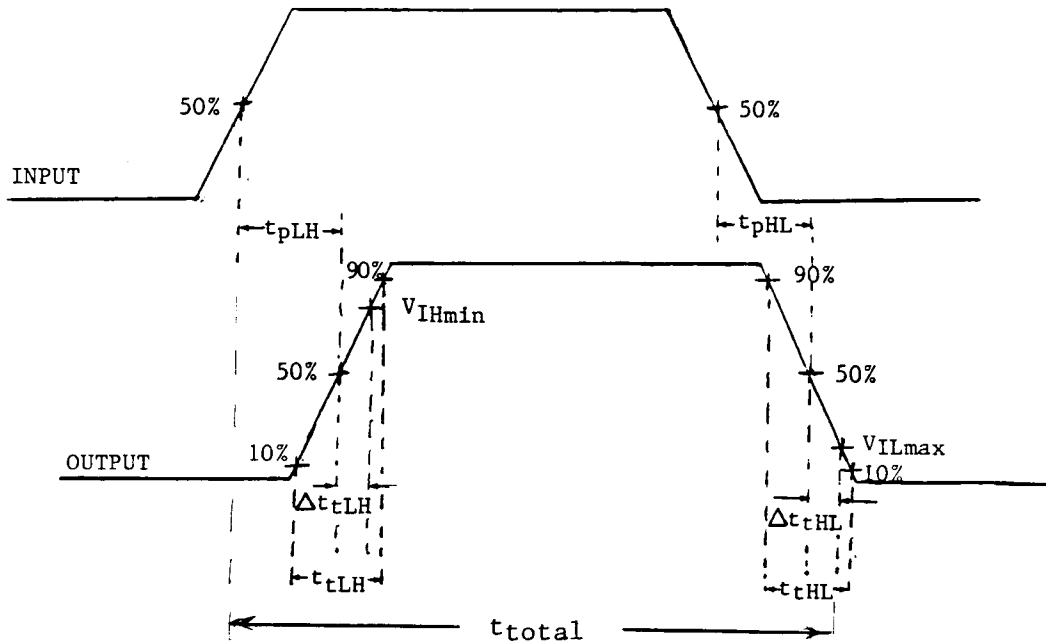 50%
50%
INPUT
tpLH
tpHL
90%
90%
VIHmin
50%
50%
10%
VILmax
OUTPUT
10%
ΔttLH
ΔttHL
ttLH
ttHL
ttotal